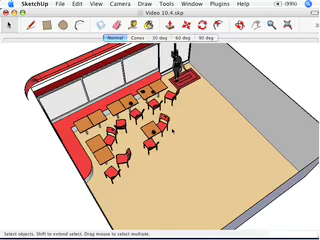 SketchUp File Edit View Camera Draw Tools Window Plugins Help (99%)
Video 10.4.skp
Normal Cones 30 deg 60 deg 90 deg
Select objects. Shift to extend select. Drag mouse to select multiple.